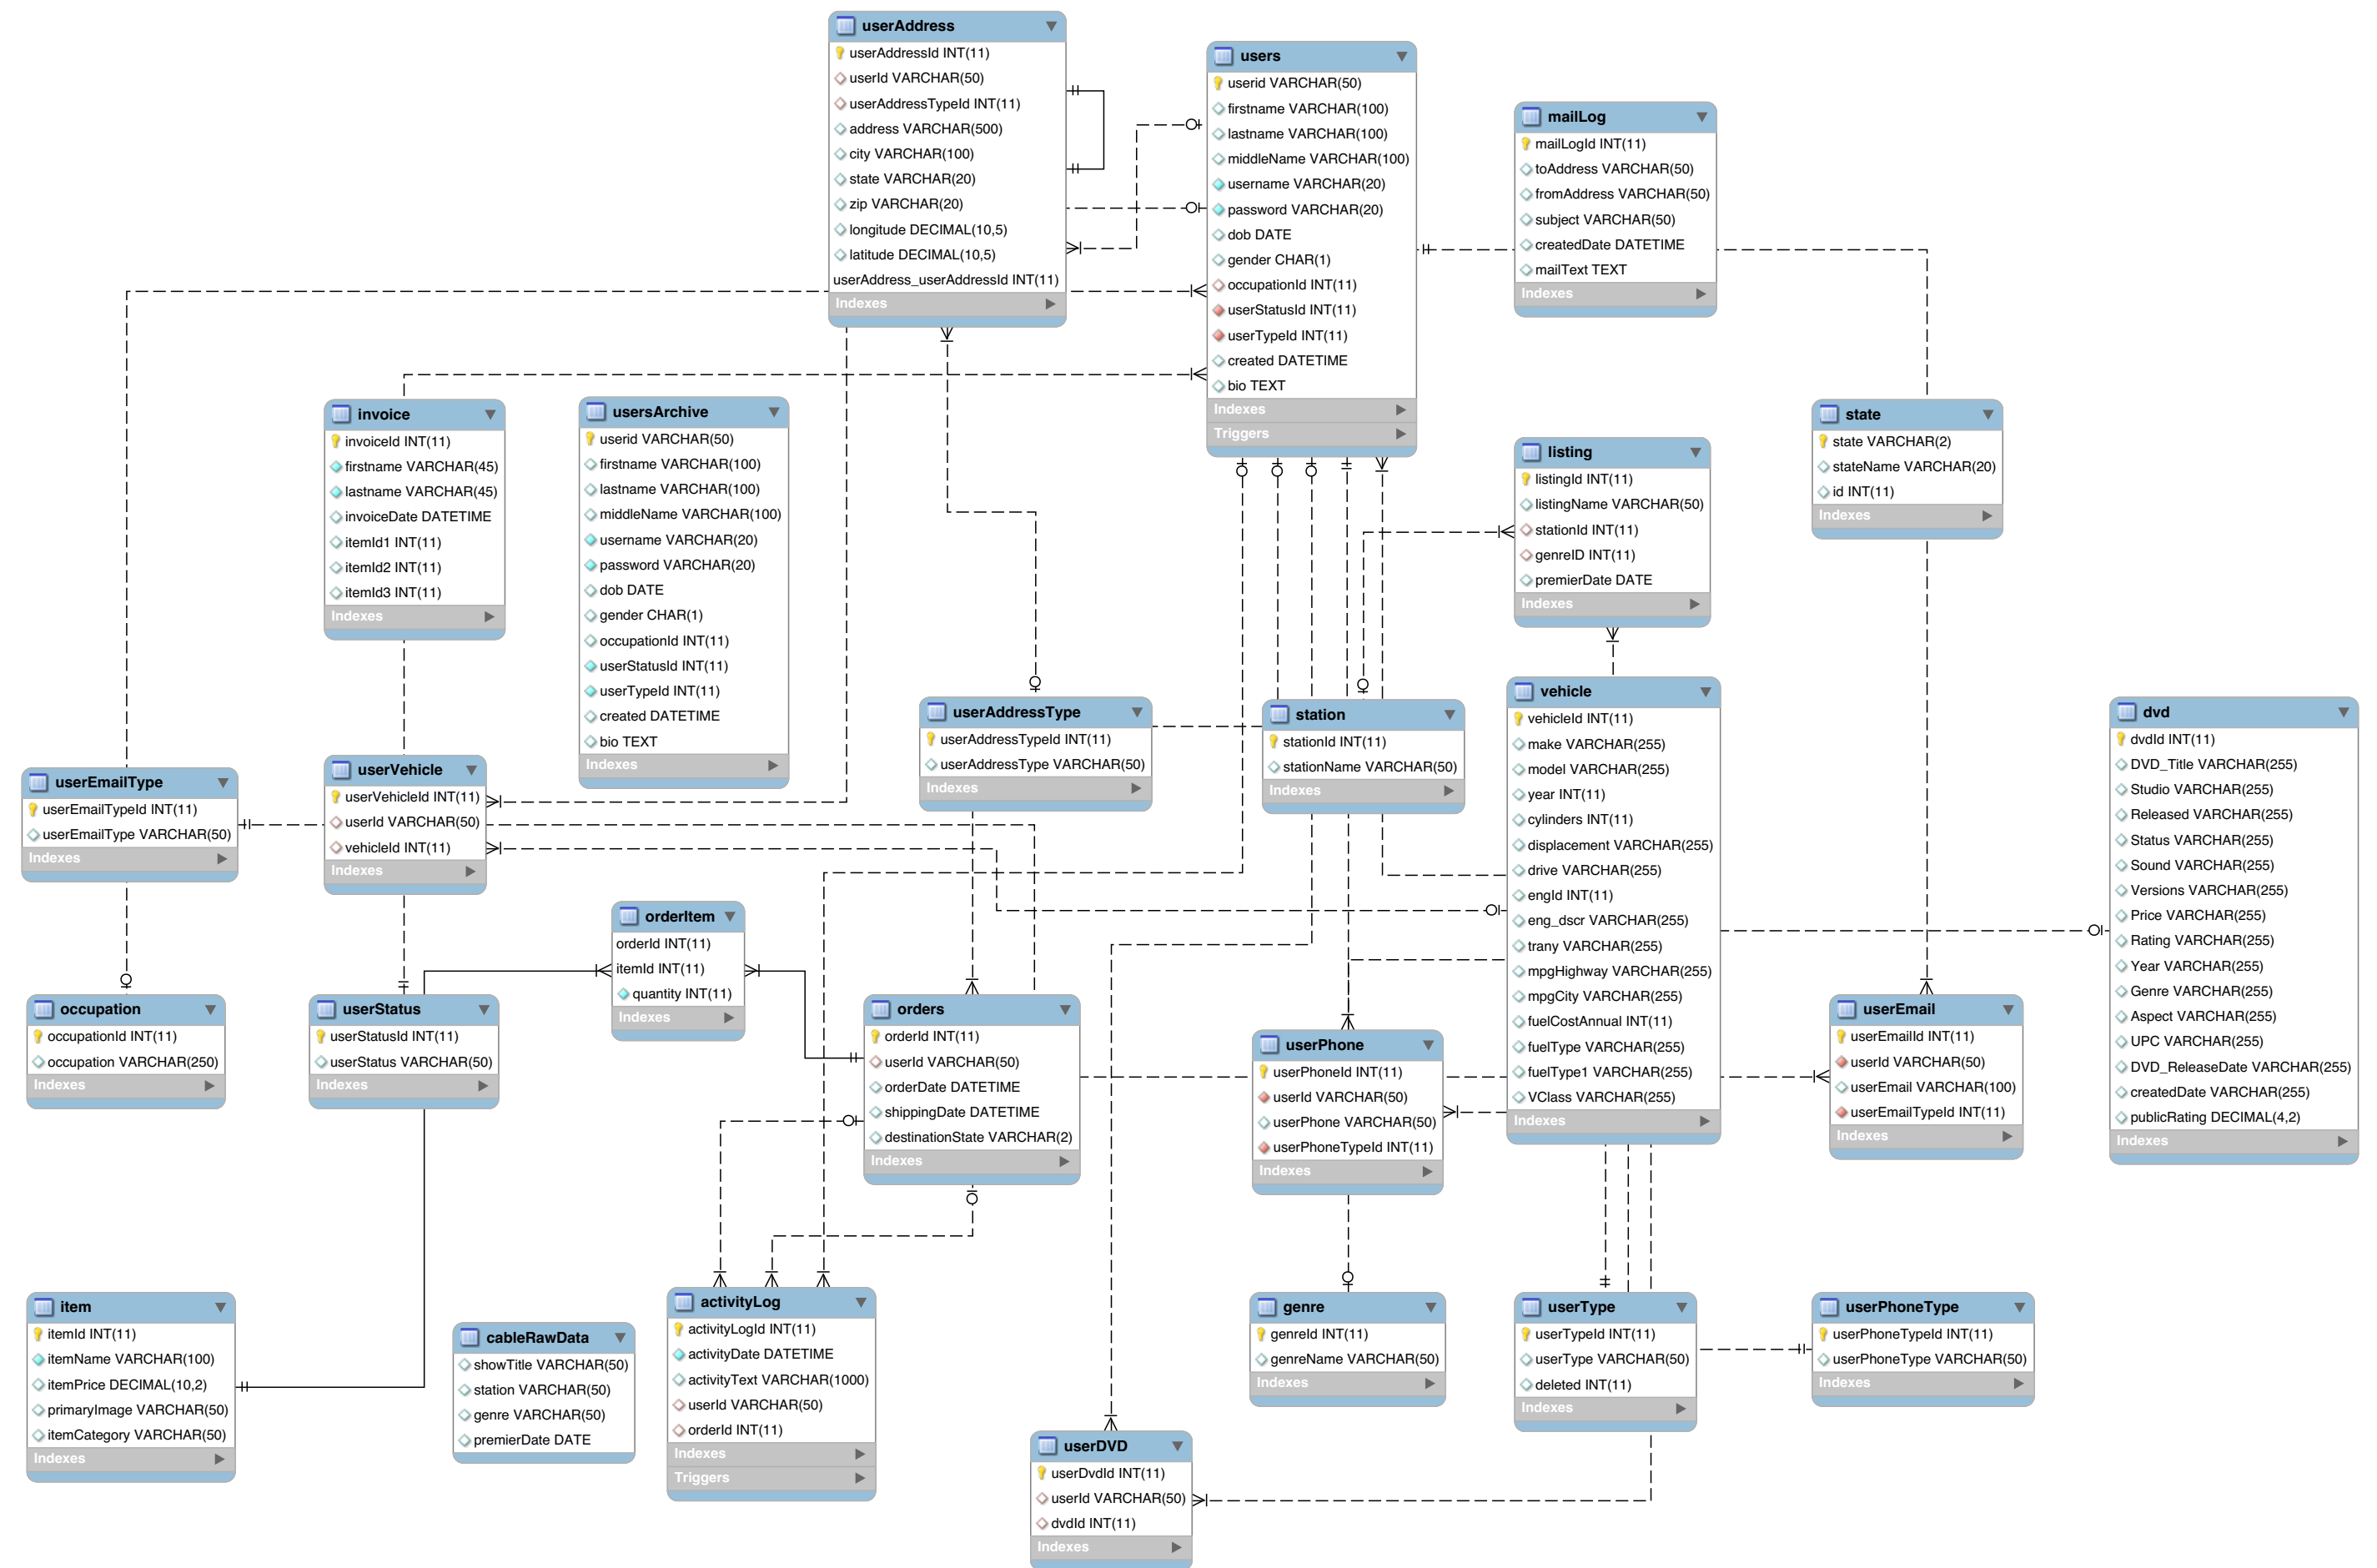 userAddress
userAddressId INT(11)
userId VARCHAR(50)
userAddressTypeId INT(11)
address VARCHAR(500)
city VARCHAR(100)
state VARCHAR(20)
zip VARCHAR(20)
longitude DECIMAL(10,5)
latitude DECIMAL(10,5)
userAddress_userAddressId INT(11)
Indexes
users
userid VARCHAR(50)
firstname VARCHAR(100)
lastname VARCHAR(100)
middleName VARCHAR(100)
username VARCHAR(20)
password VARCHAR(20)
dob DATE
gender CHAR(1)
occupationId INT(11)
userStatusId INT(11)
userTypeId INT(11)
created DATETIME
bio TEXT
Indexes
Triggers
mailLog
mailLogId INT(11)
toAddress VARCHAR(50)
fromAddress VARCHAR(50)
subject VARCHAR(50)
createdDate DATETIME
mailText TEXT
Indexes
invoice
invoiceId INT(11)
firstname VARCHAR(45)
lastname VARCHAR(45)
invoiceDate DATETIME
itemId1 INT(11)
itemId2 INT(11)
itemId3 INT(11)
Indexes
usersArchive
userid VARCHAR(50)
firstname VARCHAR(100)
lastname VARCHAR(100)
middleName VARCHAR(100)
username VARCHAR(20)
password VARCHAR(20)
dob DATE
gender CHAR(1)
occupationId INT(11)
userStatusId INT(11)
userTypeId INT(11)
created DATETIME
bio TEXT
Indexes
listing
listingId INT(11)
listingName VARCHAR(50)
stationId INT(11)
genreID INT(11)
premierDate DATE
Indexes
state
state VARCHAR(2)
stateName VARCHAR(20)
id INT(11)
Indexes
userEmailType
userEmailTypeId INT(11)
userEmailType VARCHAR(50)
Indexes
userVehicle
userVehicleId INT(11)
userId VARCHAR(50)
vehicleId INT(11)
Indexes
userAddressType
userAddressTypeId INT(11)
userAddressType VARCHAR(50)
Indexes
station
stationId INT(11)
stationName VARCHAR(50)
Indexes
vehicle
vehicleId INT(11)
make VARCHAR(255)
model VARCHAR(255)
year INT(11)
cylinders INT(11)
displacement VARCHAR(255)
drive VARCHAR(255)
engId INT(11)
eng_dscr VARCHAR(255)
trany VARCHAR(255)
mpgHighway VARCHAR(255)
mpgCity VARCHAR(255)
fuelCostAnnual INT(11)
fuelType VARCHAR(255)
fuelType1 VARCHAR(255)
VClass VARCHAR(255)
Indexes
dvd
dvdId INT(11)
DVD_Title VARCHAR(255)
Studio VARCHAR(255)
Released VARCHAR(255)
Status VARCHAR(255)
Sound VARCHAR(255)
Versions VARCHAR(255)
Price VARCHAR(255)
Rating VARCHAR(255)
Year VARCHAR(255)
Genre VARCHAR(255)
Aspect VARCHAR(255)
UPC VARCHAR(255)
DVD_ReleaseDate VARCHAR(255)
createdDate VARCHAR(255)
publicRating DECIMAL(4,2)
Indexes
occupation
occupationId INT(11)
occupation VARCHAR(250)
Indexes
userStatus
userStatusId INT(11)
userStatus VARCHAR(50)
Indexes
orderItem
orderId INT(11)
itemId INT(11)
quantity INT(11)
Indexes
orders
orderId INT(11)
userId VARCHAR(50)
orderDate DATETIME
shippingDate DATETIME
destinationState VARCHAR(2)
Indexes
userPhone
userPhoneId INT(11)
userId VARCHAR(50)
userPhone VARCHAR(50)
userPhoneTypeId INT(11)
Indexes
userEmail
userEmailId INT(11)
userId VARCHAR(50)
userEmail VARCHAR(100)
userEmailTypeId INT(11)
Indexes
item
itemId INT(11)
itemName VARCHAR(100)
itemPrice DECIMAL(10,2)
primaryImage VARCHAR(50)
itemCategory VARCHAR(50)
Indexes
cableRawData
showTitle VARCHAR(50)
station VARCHAR(50)
genre VARCHAR(50)
premierDate DATE
activityLog
activityLogId INT(11)
activityDate DATETIME
activityText VARCHAR(1000)
userId VARCHAR(50)
orderId INT(11)
Indexes
Triggers
genre
genreId INT(11)
genreName VARCHAR(50)
Indexes
userType
userTypeId INT(11)
userType VARCHAR(50)
deleted INT(11)
Indexes
userPhoneType
userPhoneTypeId INT(11)
userPhoneType VARCHAR(50)
Indexes
userDVD
userDvdId INT(11)
userId VARCHAR(50)
dvdId INT(11)
Indexes